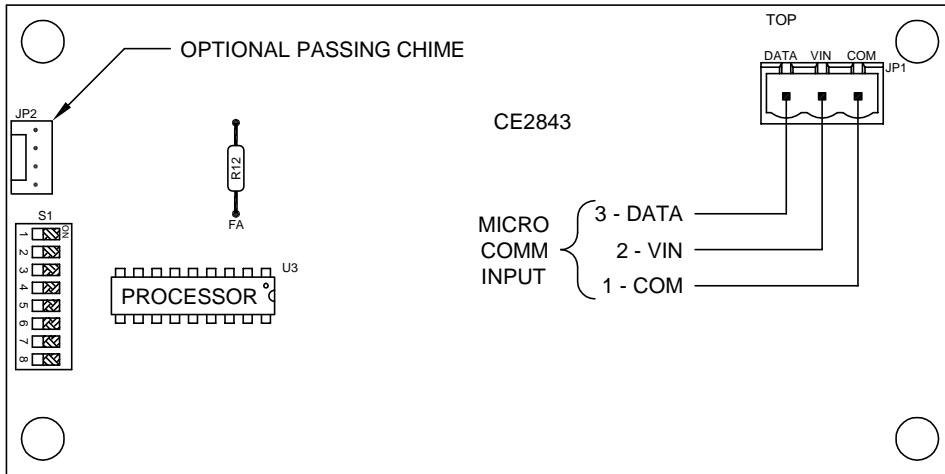 TOP
OPTIONAL PASSING CHIME
DATA VIN COM
JP1
JP2
CE2843
R12
FA
S1
ON
1
2
3
4
5
6
7
8
U3
PROCESSOR
MICRO
COMM
INPUT
3 - DATA
2 - VIN
1 - COM